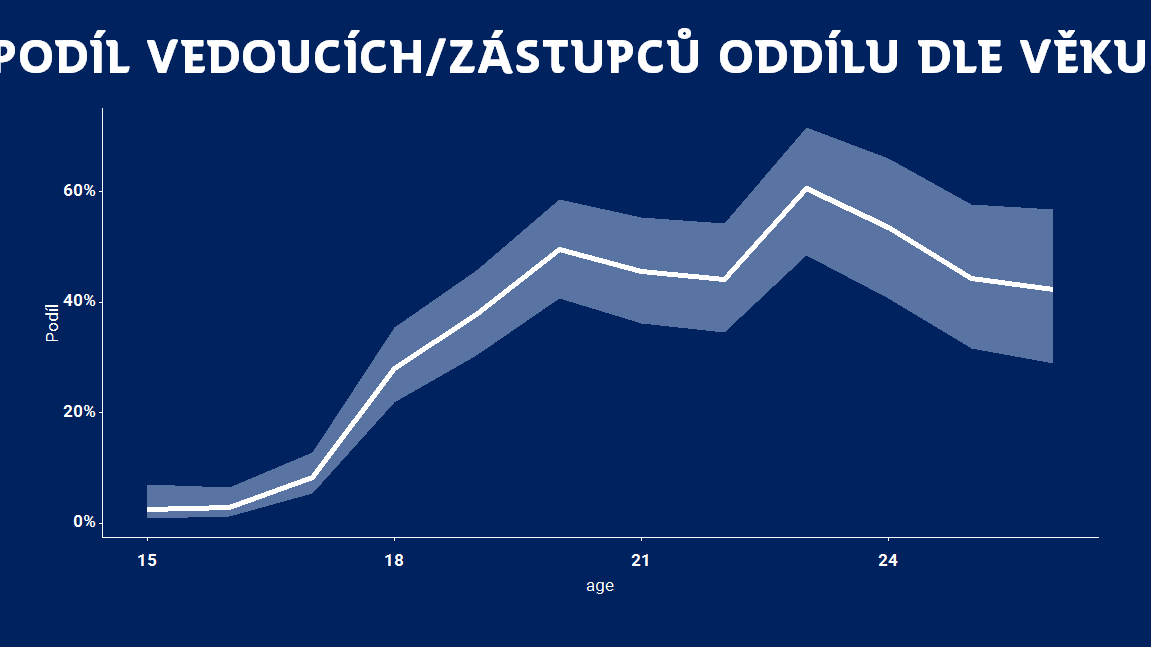 PODÍL VEDOUCÍCH/ZÁSTUPCŮ ODDÍLU DLE VĚKU
60%
40%
20%
0%
Podíl
15 18 21 24
age